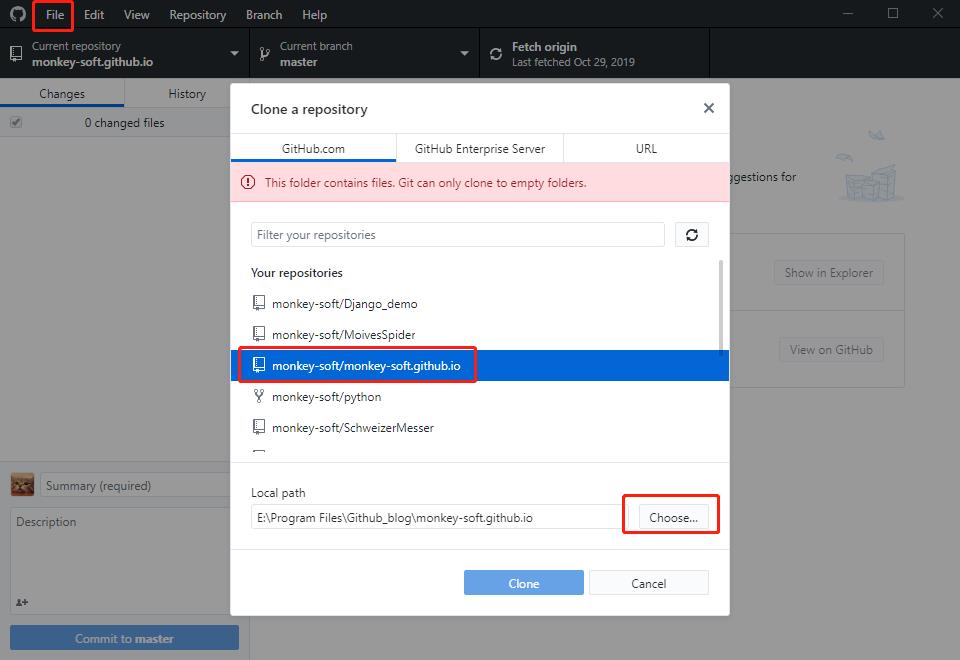 File Edit View Repository Branch Help
Current repository
monkey-soft.github.io
Current branch
master
Fetch origin
Last fetched Oct 29, 2019
Changes
History
0 changed files
Clone a repository
GitHub.com
GitHub Enterprise Server
URL
This folder contains files. Git can only clone to empty folders.
ggestions for
Filter your repositories
Your repositories
Show in Explorer
monkey-soft/Django_demo
monkey-soft/MoivesSpider
View on GitHub
monkey-soft/monkey-soft.github.io
monkey-soft/python
monkey-soft/SchweizerMesser
Summary (required)
Description
Local path
E:\Program Files\Github_blog\monkey-soft.github.io
Choose...
Clone
Cancel
Commit to master